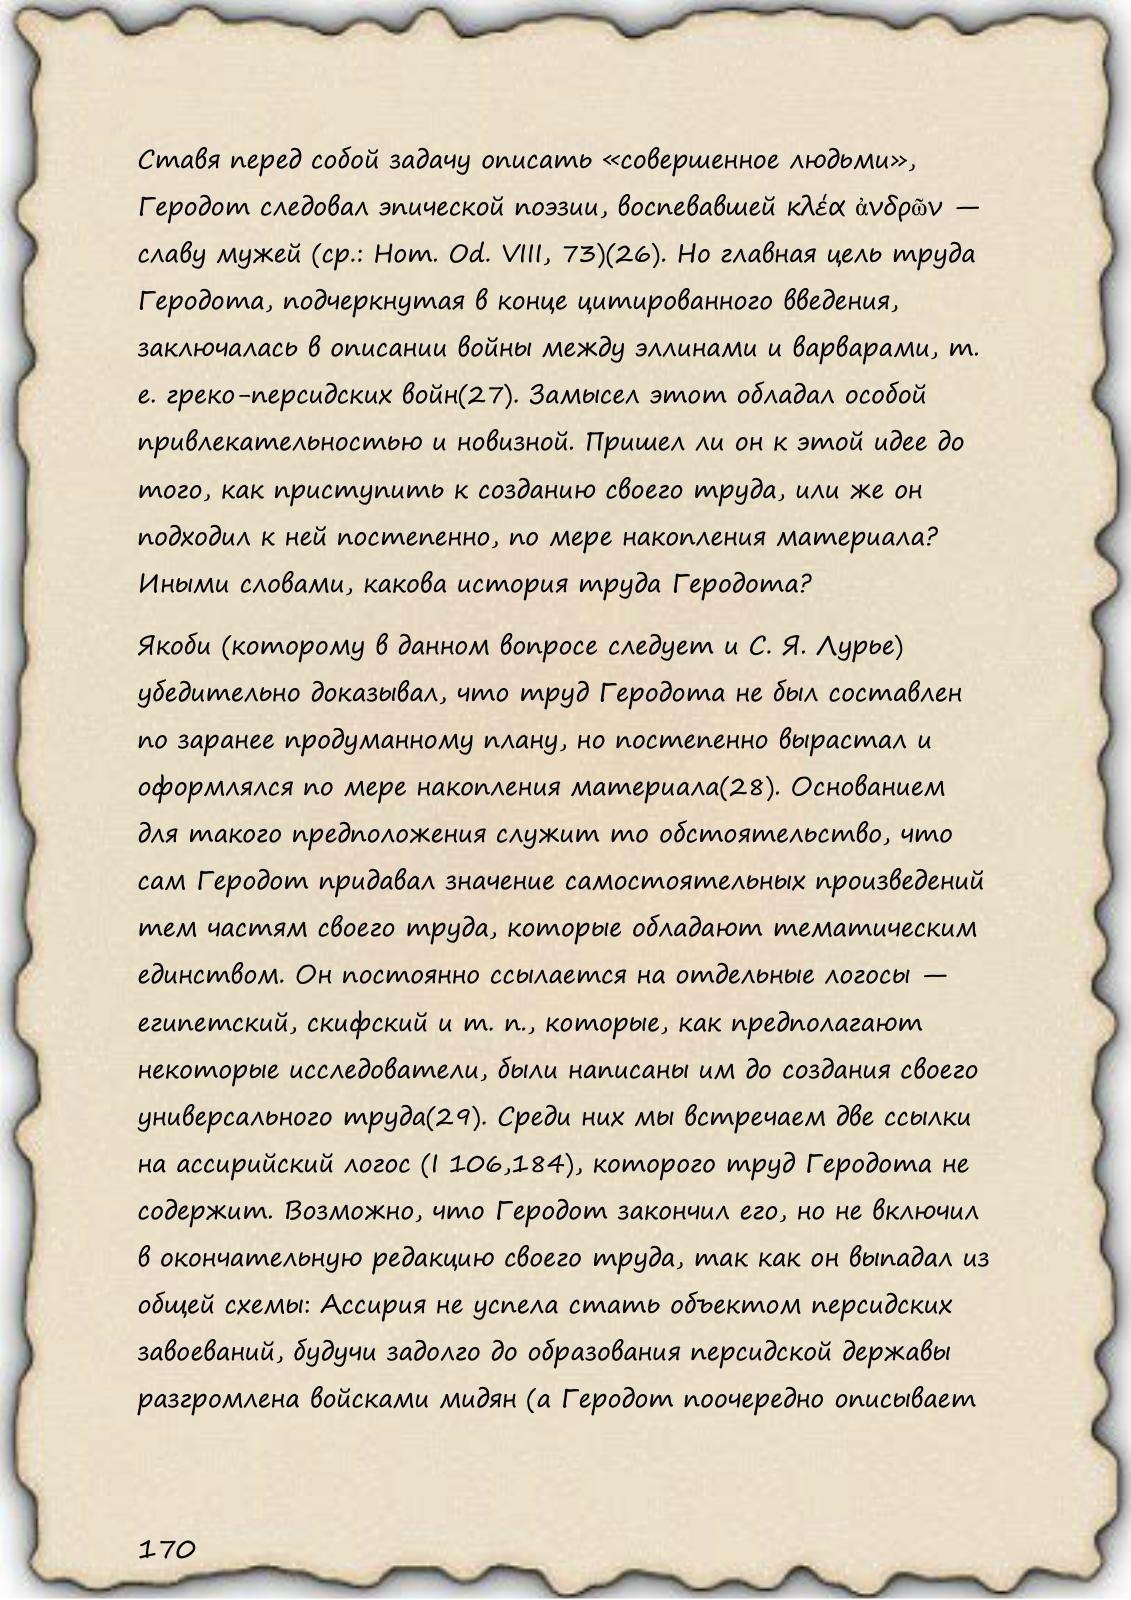 Ставя перед собой задачу описать «совершенное людьми»,
Геродот следовал эпической поэзии, воспевавшей κλέα ἀνδρῶν —
славу мужей (ср.: Hom. Od. VIII, 73)(26). Но главная цель труда
Геродота, подчеркнутая в конце цитированного введения,
заключалась в описании войны между эллинами и варварами, т.
е. греко-персидских войн(27). Замысел этот обладал особой
привлекательностью и новизной. Пришел ли он к этой идее до
того, как приступить к созданию своего труда, или же он
подходил к ней постепенно, по мере накопления материала?
Иными словами, какова история труда Геродота?
Якоби (которому в данном вопросе следует и С. Я. Лурье)
убедительно доказывал, что труд Геродота не был составлен
по заранее продуманному плану, но постепенно вырастал и
оформлялся по мере накопления материала(28). Основанием
для такого предположения служит то обстоятельство, что
сам Геродот придавал значение самостоятельных произведений
тем частям своего труда, которые обладают тематическим
единством. Он постоянно ссылается на отдельные логосы —
египетский, скифский и т. п., которые, как предполагают
некоторые исследователи, были написаны им до создания своего
универсального труда(29). Среди них мы встречаем две ссылки
на ассирийский логос (I 106,184), которого труд Геродота не
содержит. Возможно, что Геродот закончил его, но не включил
в окончательную редакцию своего труда, так как он выпадал из
общей схемы: Ассирия не успела стать объектом персидских
завоеваний, будучи задолго до образования персидской державы
разгромлена войсками мидян (а Геродот поочередно описывает
170